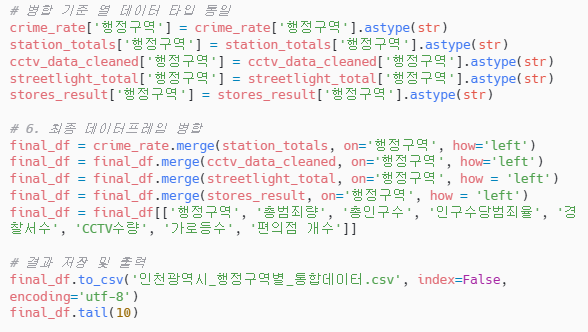 # 병합 기준 열 데이터 타입 통일
crime_rate['행정구역'] = crime_rate['행정구역'].astype(str)
station_totals['행정구역'] = station_totals['행정구역'].astype(str)
cctv_data_cleaned['행정구역'] = cctv_data_cleaned['행정구역'].astype(str)
streetlight_total['행정구역'] = streetlight_total['행정구역'].astype(str)
stores_result['행정구역'] = stores_result['행정구역'].astype(str)
# 6. 최종 데이터프레임 병합
final_df = crime_rate.merge(station_totals, on='행정구역', how='left')
final_df = final_df.merge(cctv_data_cleaned, on='행정구역', how='left')
final_df = final_df.merge(streetlight_total, on='행정구역', how = 'left')
final_df = final_df.merge(stores_result, on='행정구역', how = 'left')
final_df = final_df[['행정구역', '총범죄량', '총인구수', '인구수당범죄율', '경
찰서수', 'CCTV수량', '가로등수', '편의점 개수']]
# 결과 저장 및 출력
final_df.to_csv('인천광역시_행정구역별_통합데이터.csv', index=False,
encoding='utf-8')
final_df.tail(10)